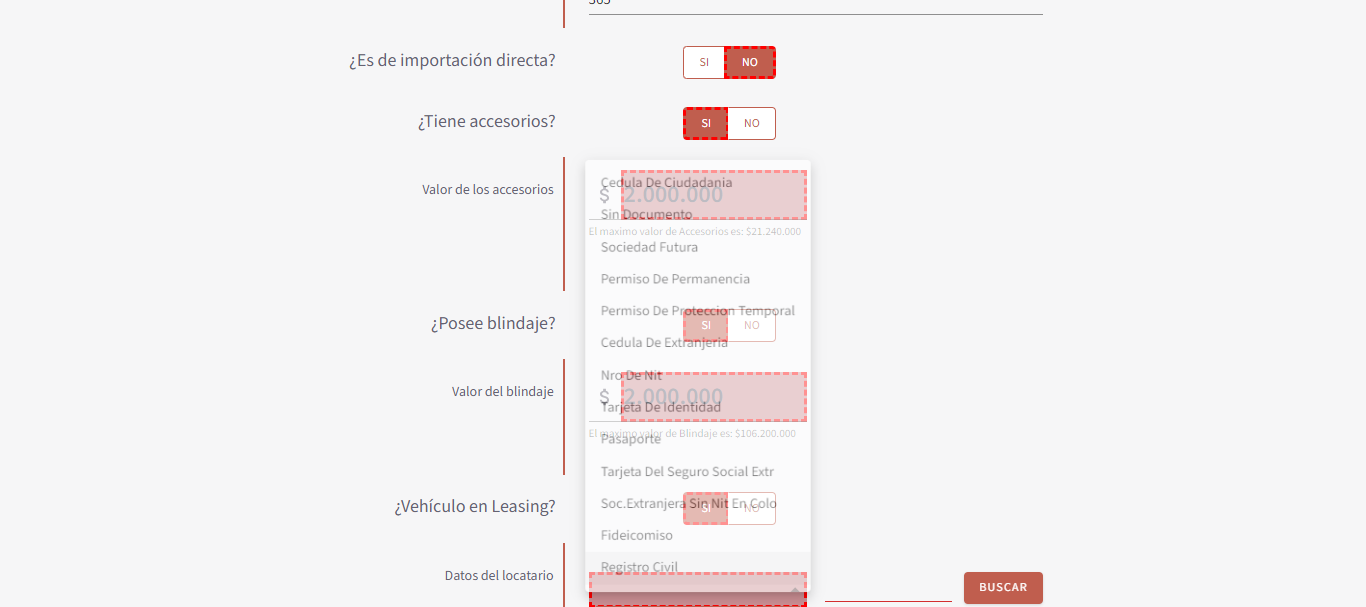 365
¿Es de importación directa?
SI
NO
¿Tiene accesorios?
SI
NO
Valor de los accesorios
Cedula De Ciudadania
$ 2.000.000
Sin Documento
El maximo valor de Accesorios es: $21.240.000
Sociedad Futura
Permiso De Permanencia
Permiso De Proteccion Temporal
¿Posee blindaje?
SI
NO
Cedula De Extranjeria
Nro De Nit
Valor del blindaje
$ 2.000.000
Tarjeta De Identidad
El maximo valor de Blindaje es: $106.200.000
Pasaporte
Tarjeta Del Seguro Social Extr
Soc.Extranjera Sin Nit En Colo
¿Vehículo en Leasing?
SI
NO
Fideicomiso
Registro Civil
Datos del locatario
BUSCAR